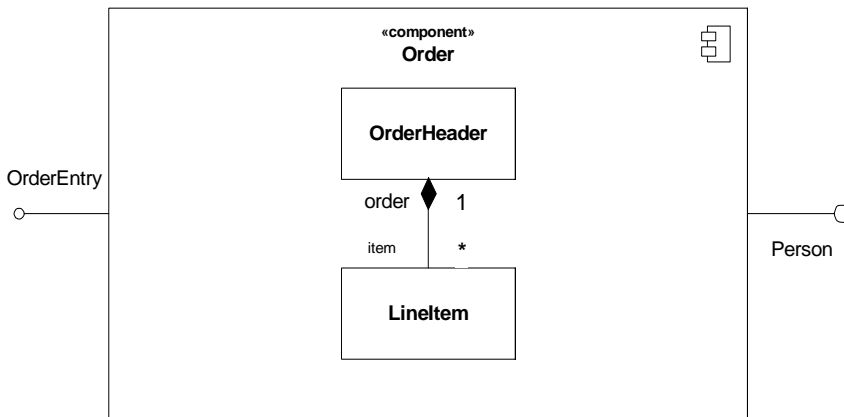 «component»
Order
OrderHeader
OrderEntry
order 1
item *
Person
LineItem